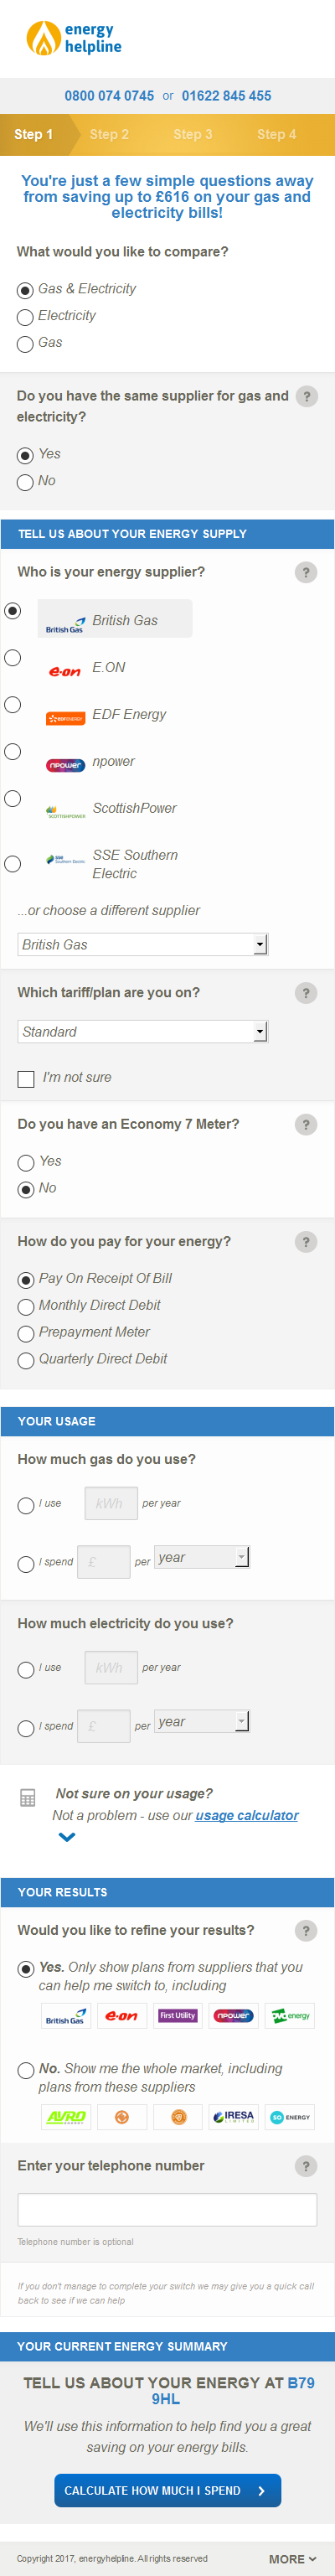 energy
helpline
0800 074 0745 or 01622 845 455
Step 1 Step 2 Step 3 Step 4
You're just a few simple questions away
from saving up to £616 on your gas and
electricity bills!
What would you like to compare?
Gas & Electricity
Electricity
Gas
Do you have the same supplier for gas and ?
electricity?
Yes
No
TELL US ABOUT YOUR ENERGY SUPPLY
Who is your energy supplier? ?
British Gas British Gas
e·on E.ON
EDF ENERGY EDF Energy
npower npower
SCOTTISHPOWER ScottishPower
SSE Southern Electric SSE Southern
Electric
...or choose a different supplier
British Gas
Which tariff/plan are you on? ?
Standard
I'm not sure
Do you have an Economy 7 Meter? ?
Yes
No
How do you pay for your energy? ?
Pay On Receipt Of Bill
Monthly Direct Debit
Prepayment Meter
Quarterly Direct Debit
YOUR USAGE
How much gas do you use?
I use kWh per year
I spend £ per year
How much electricity do you use?
I use kWh per year
I spend £ per year
Not sure on your usage?
Not a problem - use our usage calculator
YOUR RESULTS
Would you like to refine your results? ?
Yes. Only show plans from suppliers that you
can help me switch to, including
British Gas e·on First Utility npower OVO energy
No. Show me the whole market, including
plans from these suppliers
AVRO ENERGY IRESA LIMITED SO ENERGY
Enter your telephone number ?
Telephone number is optional
If you don't manage to complete your switch we may give you a quick call
back to see if we can help
YOUR CURRENT ENERGY SUMMARY
TELL US ABOUT YOUR ENERGY AT B79
9HL
We'll use this information to help find you a great
saving on your energy bills.
CALCULATE HOW MUCH I SPEND
Copyright 2017, energyhelpline. All rights reserved MORE